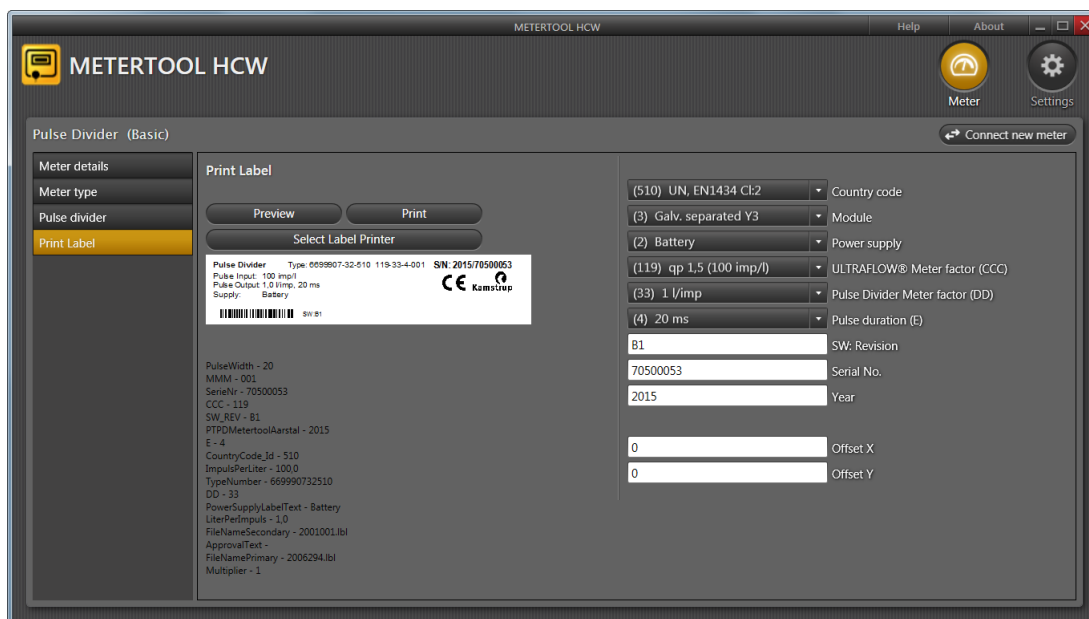 METERTOOL HCW
Help
About
METERTOOL HCW
Meter
Settings
Pulse Divider (Basic)
Connect new meter
Meter details
Meter type
Pulse divider
Print Label
Print Label
Preview
Print
Select Label Printer
Pulse Divider Type: 6699907-32-510 119-33-4-001 S/N: 2015/70500053
Pulse Input: 100 imp/l
Pulse Output: 1,0 l/imp, 20 ms
Supply: Battery
CE Kamstrup
SW:B1
PulseWidth - 20
MMM - 001
SerieNr - 70500053
CCC - 119
SW_REV - B1
PTPDMetertoolAarstal - 2015
E - 4
CountryCode_Id - 510
ImpulsPerLiter - 100,0
TypeNumber - 669990732510
DD - 33
PowerSupplyLabelText - Battery
LiterPerImpuls - 1,0
FileNameSecondary - 2001001.lbl
ApprovalText -
FileNamePrimary - 2006294.lbl
Multiplier - 1
(510) UN, EN1434 Cl:2 Country code
(3) Galv. separated Y3 Module
(2) Battery Power supply
(119) qp 1,5 (100 imp/l) ULTRAFLOW® Meter factor (CCC)
(33) 1 l/imp Pulse Divider Meter factor (DD)
(4) 20 ms Pulse duration (E)
B1 SW: Revision
70500053 Serial No.
2015 Year
0 Offset X
0 Offset Y